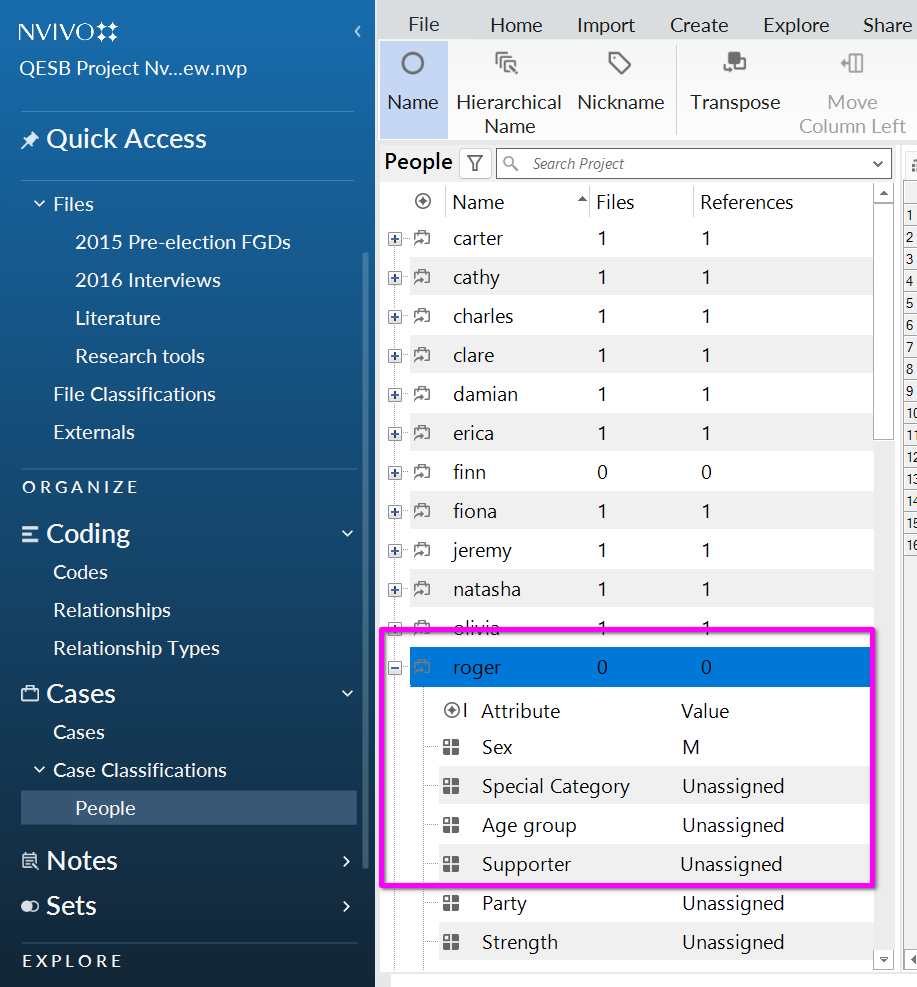 NVIVO
QESB Project Nv...ew.nvp
Quick Access
Files
2015 Pre-election FGDs
2016 Interviews
Literature
Research tools
File Classifications
Externals
ORGANIZE
Coding
Codes
Relationships
Relationship Types
Cases
Cases
Case Classifications
People
Notes
Sets
EXPLORE
File Home Import Create Explore Share
Name Hierarchical Name Nickname Transpose Move Column Left
People Search Project
Name Files References
carter 1 1
cathy 1 1
charles 1 1
clare 1 1
damian 1 1
erica 1 1
finn 0 0
fiona 1 1
jeremy 1 1
natasha 1 1
olivia 1 1
roger 0 0
Attribute Value
Sex M
Special Category Unassigned
Age group Unassigned
Supporter Unassigned
Party Unassigned
Strength Unassigned
1
2
3
4
5
6
7
8
9
10
11
12
13
14
15
16